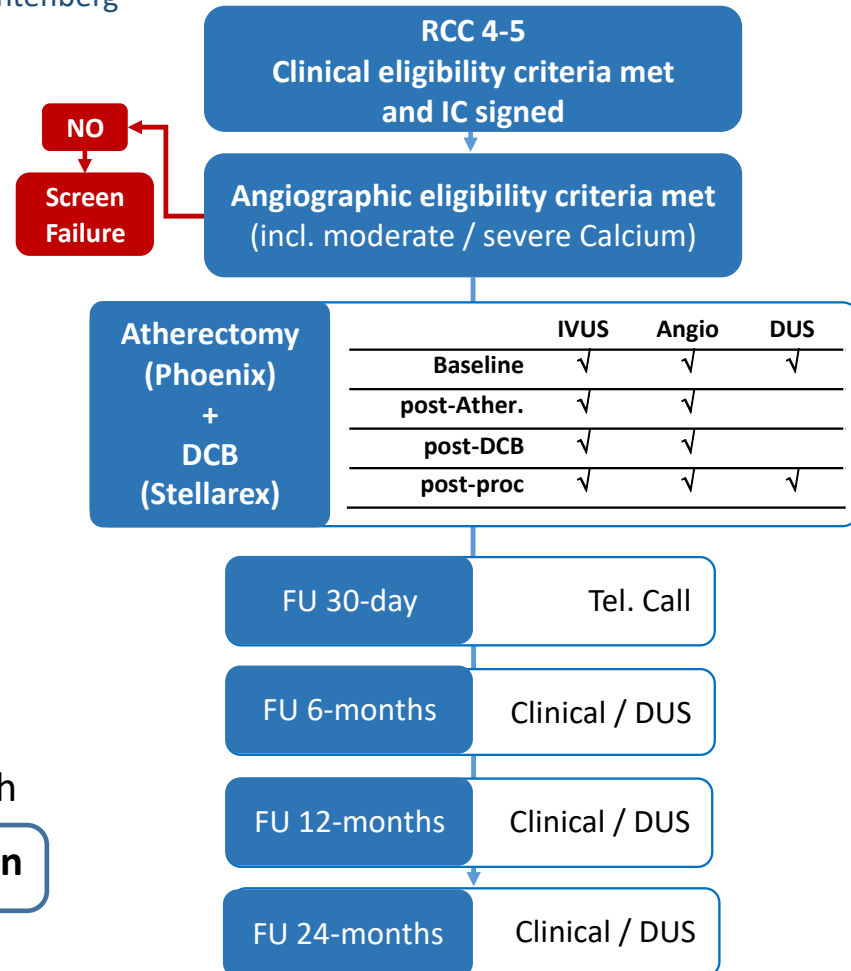 RCC 4-5
Clinical eligibility criteria met
and IC signed
NO
Screen
Failure
Angiographic eligibility criteria met
(incl. moderate / severe Calcium)
Atherectomy
(Phoenix)
+
DCB
(Stellarex)
IVUS Angio DUS
Baseline √ √ √
post-Ather. √ √
post-DCB √ √
post-proc √ √ √
FU 30-day Tel. Call
FU 6-months Clinical / DUS
FU 12-months Clinical / DUS
FU 24-months Clinical / DUS